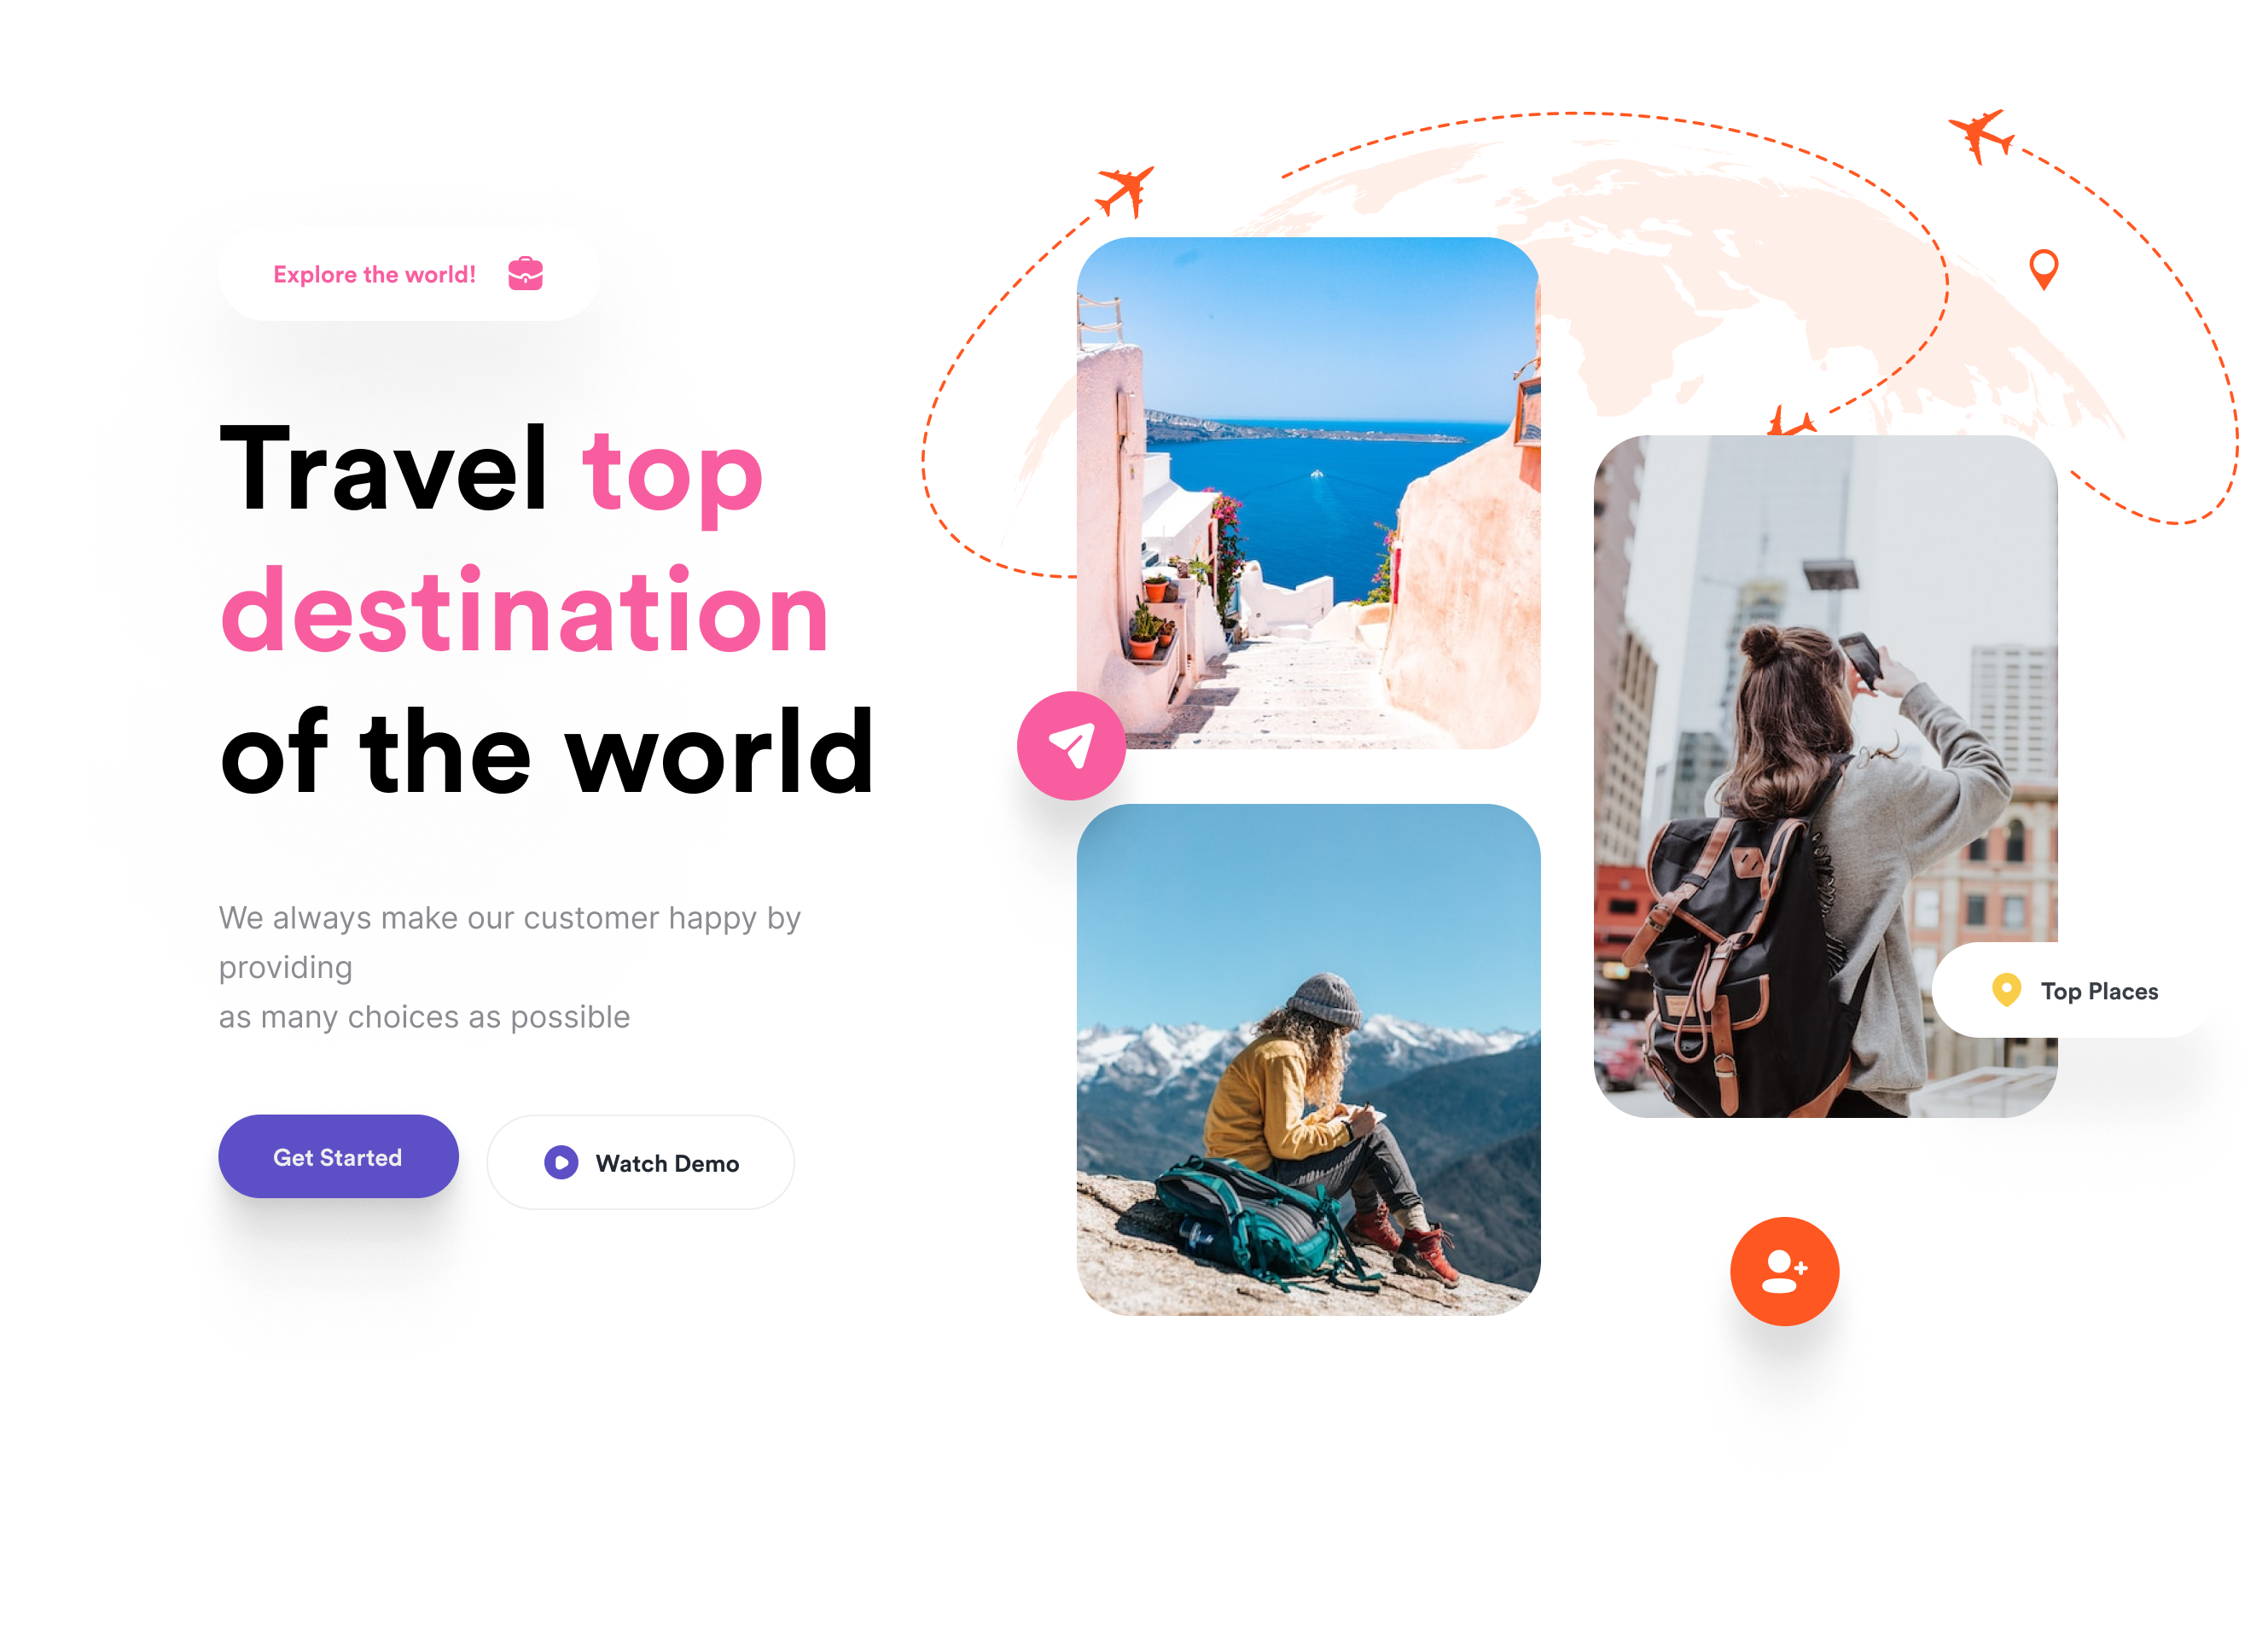 Explore the world!
Travel top
destination
of the world
We always make our customer happy by
providing
as many choices as possible
Get Started
Watch Demo
Top Places